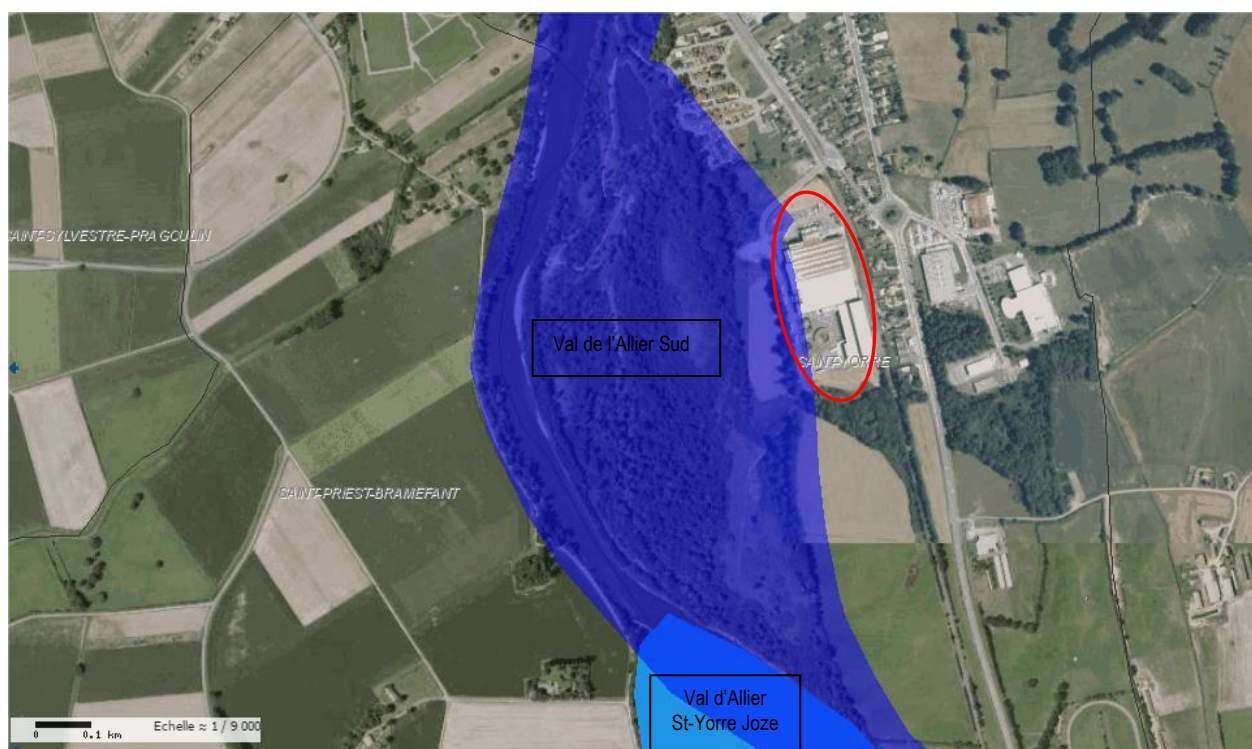 SAINT-SYLVESTRE-PRAGOULIN
Val de l'Allier Sud
SAINT-YORRE
SAINT-PRIEST-BRAMEFANT
Val d'Allier
St-Yorre Joze
Echelle ≈ 1 / 9 000
0 0.1 km